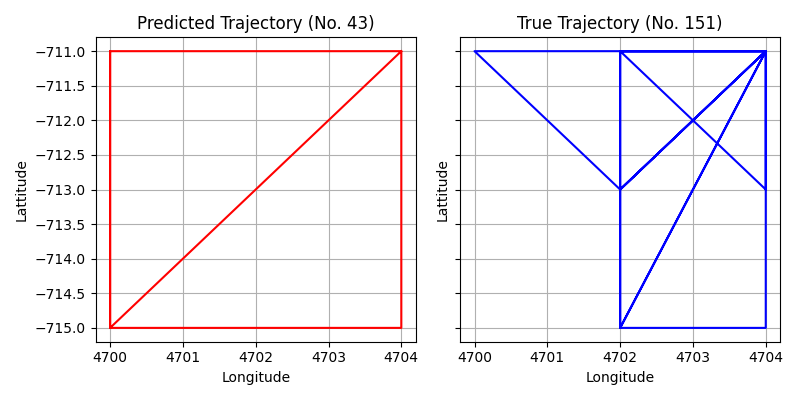 Predicted Trajectory (No. 43)
True Trajectory (No. 151)
−711.0
−711.5
−712.0
−712.5
−713.0
−713.5
−714.0
−714.5
−715.0
Lattitude
Lattitude
4700 4701 4702 4703 4704
4700 4701 4702 4703 4704
Longitude
Longitude